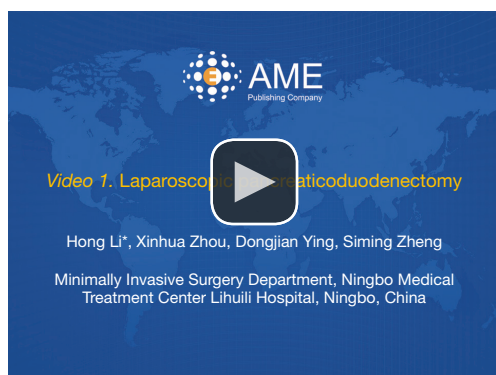 E
AME
Publishing Company
Video 1. Laparoscopic pancreaticoduodenectomy
Hong Li*, Xinhua Zhou, Dongjian Ying, Siming Zheng
Minimally Invasive Surgery Department, Ningbo Medical
Treatment Center Lihuili Hospital, Ningbo, China